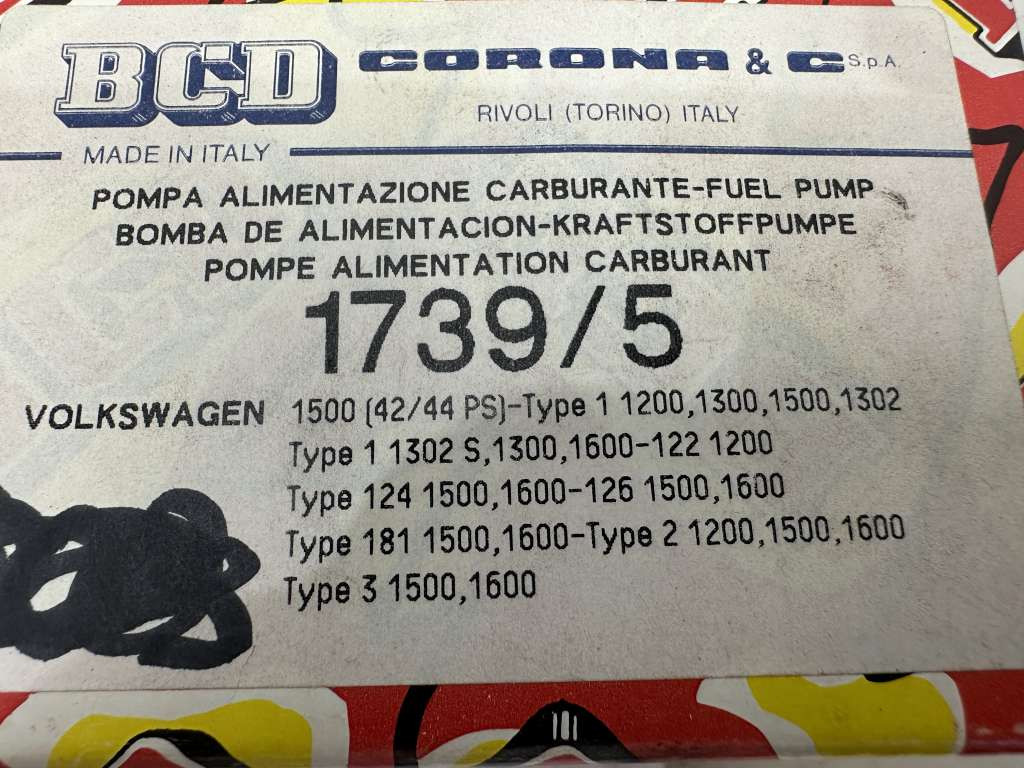 BCD CORONA & C S.p.A.
RIVOLI (TORINO) ITALY
MADE IN ITALY
POMPA ALIMENTAZIONE CARBURANTE-FUEL PUMP
BOMBA DE ALIMENTACION-KRAFTSTOFFPUMPE
POMPE ALIMENTATION CARBURANT
1739/5
VOLKSWAGEN 1500 (42/44 PS)-Type 1 1200,1300,1500,1302
Type 1 1302 S,1300,1600-122 1200
Type 124 1500,1600-126 1500,1600
Type 181 1500,1600-Type 2 1200,1500,1600
Type 3 1500,1600